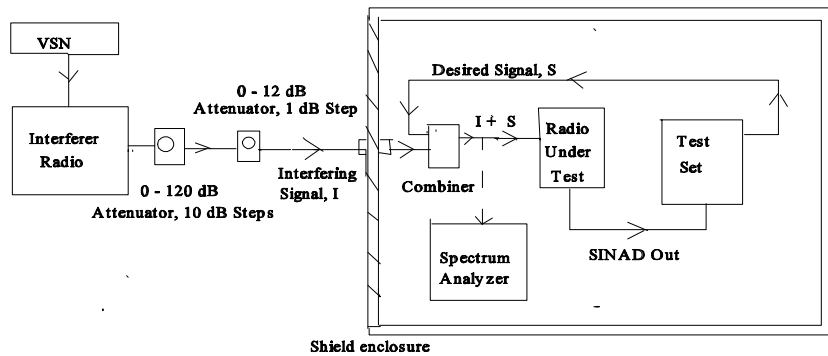 VSN
Interferer
Radio
0 - 120 dB
Attenuator, 10 dB Steps
0 - 12 dB
Attenuator, 1 dB Step
Interfering
Signal, I
Desired Signal, S
I + S
Combiner
Spectrum
Analyzer
Radio
Under
Test
Test
Set
SINAD Out
Shield enclosure